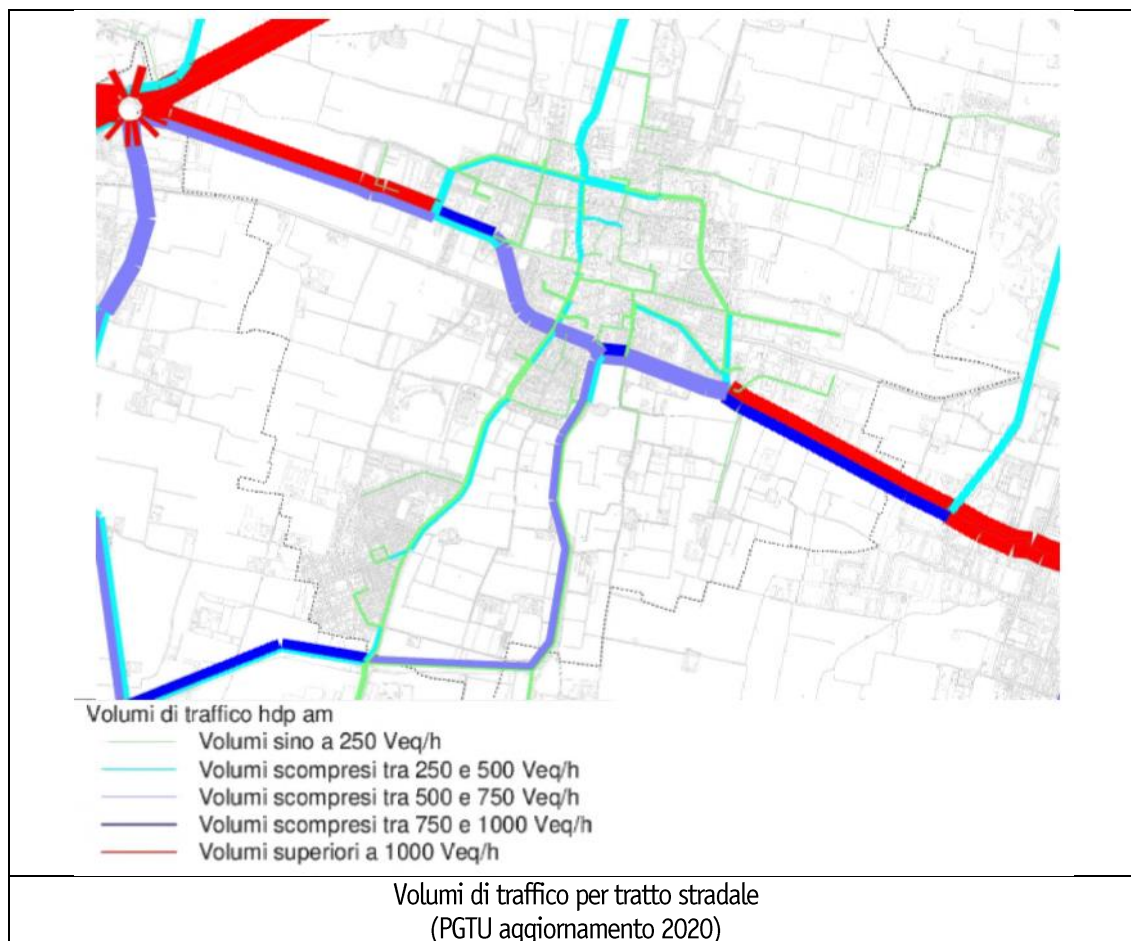 Volumi di traffico hdp am
Volumi sino a 250 Veq/h
Volumi scompresi tra 250 e 500 Veq/h
Volumi scompresi tra 500 e 750 Veq/h
Volumi scompresi tra 750 e 1000 Veq/h
Volumi superiori a 1000 Veq/h
Volumi di traffico per tratto stradale
(PGTU aggiornamento 2020)